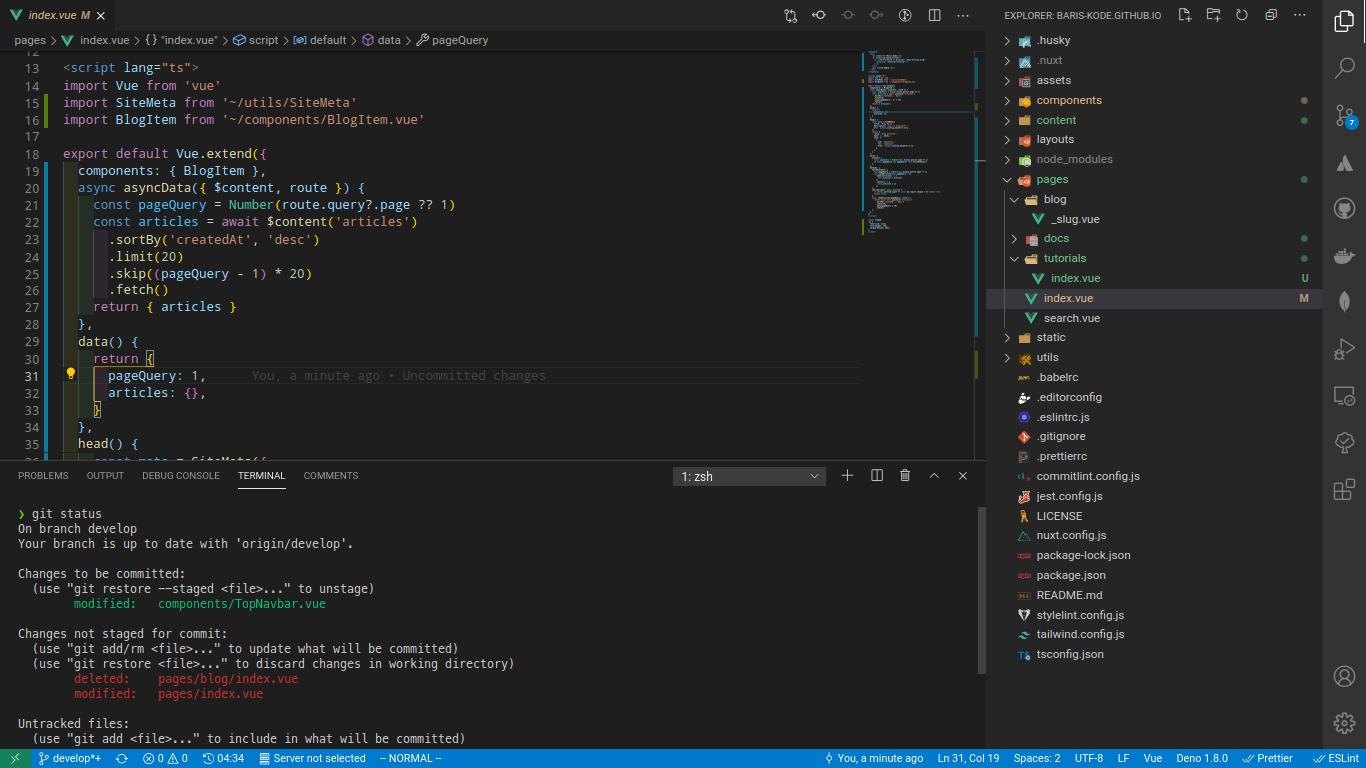 index.vue M
EXPLORER: BARIS-KODE.GITHUB.IO
pages > index.vue > {} "index.vue" > script > default > data > pageQuery
12
13 <script lang="ts">
14 import Vue from 'vue'
15 import SiteMeta from '~/utils/SiteMeta'
16 import BlogItem from '~/components/BlogItem.vue'
17
18 export default Vue.extend({
19 components: { BlogItem },
20 async asyncData({ $content, route }) {
21 const pageQuery = Number(route.query?.page ?? 1)
22 const articles = await $content('articles')
23 .sortBy('createdAt', 'desc')
24 .limit(20)
25 .skip((pageQuery - 1) * 20)
26 .fetch()
27 return { articles }
28 },
29 data() {
30 return {
31 pageQuery: 1, You, a minute ago • Uncommitted changes
32 articles: {},
33 }
34 },
35 head() {
36 const meta = SiteMeta({
PROBLEMS OUTPUT DEBUG CONSOLE TERMINAL COMMENTS 1: zsh
❯ git status
On branch develop
Your branch is up to date with 'origin/develop'.
Changes to be committed:
(use "git restore --staged <file>..." to unstage)
modified: components/TopNavbar.vue
Changes not staged for commit:
(use "git add/rm <file>..." to update what will be committed)
(use "git restore <file>..." to discard changes in working directory)
deleted: pages/blog/index.vue
modified: pages/index.vue
Untracked files:
(use "git add <file>..." to include in what will be committed)
.husky
.nuxt
assets
components
content
layouts
node_modules
pages
blog
_slug.vue
docs
tutorials
index.vue U
index.vue M
search.vue
static
utils
.babelrc
.editorconfig
.eslintrc.js
.gitignore
.prettierrc
commitlint.config.js
jest.config.js
LICENSE
nuxt.config.js
package-lock.json
package.json
README.md
stylelint.config.js
tailwind.config.js
TS tsconfig.json
7
develop*+ 0 0 04:34 Server not selected -- NORMAL -- You, a minute ago Ln 31, Col 19 Spaces: 2 UTF-8 LF Vue Deno 1.8.0 Prettier ESLint